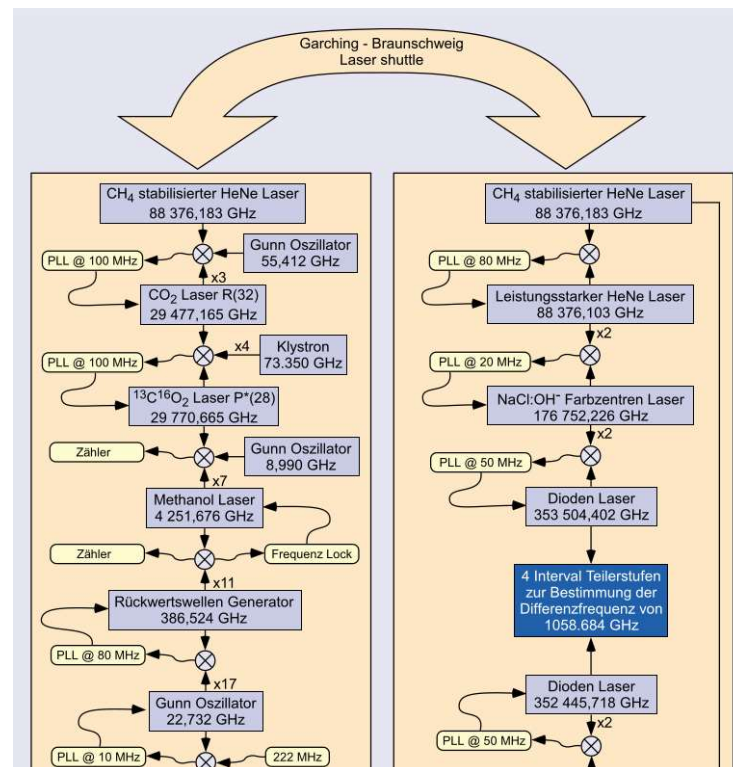 Garching - Braunschweig
Laser shuttle
CH4 stabilisierter HeNe Laser
88 376,183 GHz
Gunn Oszillator
55,412 GHz
PLL @ 100 MHz
x3
CO2 Laser R(32)
29 477,165 GHz
Klystron
73.350 GHz
x4
PLL @ 100 MHz
13C16O2 Laser P*(28)
29 770,665 GHz
Gunn Oszillator
8,990 GHz
Zähler
x7
Methanol Laser
4 251,676 GHz
Zähler
Frequenz Lock
x11
Rückwertswellen Generator
386,524 GHz
PLL @ 80 MHz
x17
Gunn Oszillator
22,732 GHz
PLL @ 10 MHz
222 MHz
CH4 stabilisierter HeNe Laser
88 376,183 GHz
PLL @ 80 MHz
Leistungsstarker HeNe Laser
88 376,103 GHz
x2
PLL @ 20 MHz
NaCl:OH- Farbzentren Laser
176 752,226 GHz
x2
PLL @ 50 MHz
Dioden Laser
353 504,402 GHz
4 Interval Teilerstufen
zur Bestimmung der
Differenzfrequenz von
1058.684 GHz
Dioden Laser
352 445,718 GHz
x2
PLL @ 50 MHz